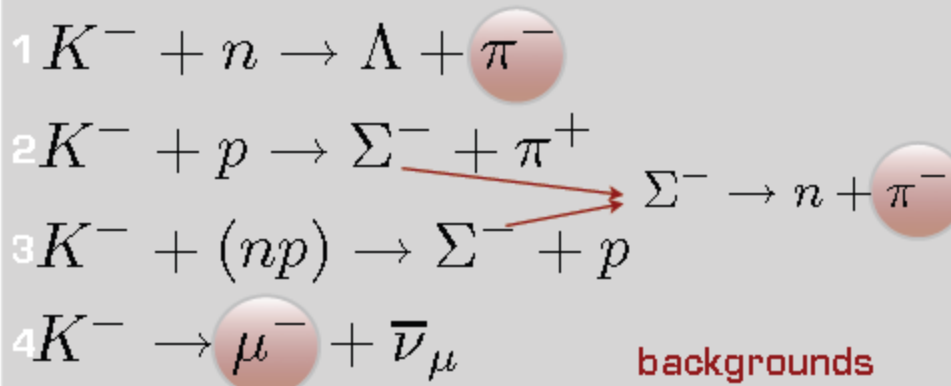 1 K⁻ + n → Λ + π⁻
2 K⁻ + p → Σ⁻ + π⁺
Σ⁻ → n + π⁻
3 K⁻ + (np) → Σ⁻ + p
4 K⁻ → μ⁻ + ν̅_μ
backgrounds